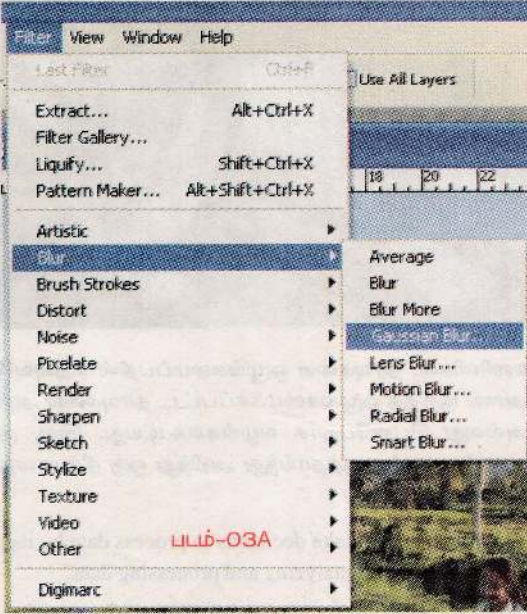 Filter View Window Help
Last Filter Ctrl+F
Use All Layers
Extract... Alt+Ctrl+X
Filter Gallery...
Liquify... Shift+Ctrl+X
Pattern Maker... Alt+Shift+Ctrl+X
18 20 22
Artistic
Blur
Brush Strokes
Distort
Noise
Pixelate
Render
Sharpen
Sketch
Stylize
Texture
Video
Other
Digimarc
Average
Blur
Blur More
Gaussian Blur...
Lens Blur...
Motion Blur...
Radial Blur...
Smart Blur...
படம்-03A